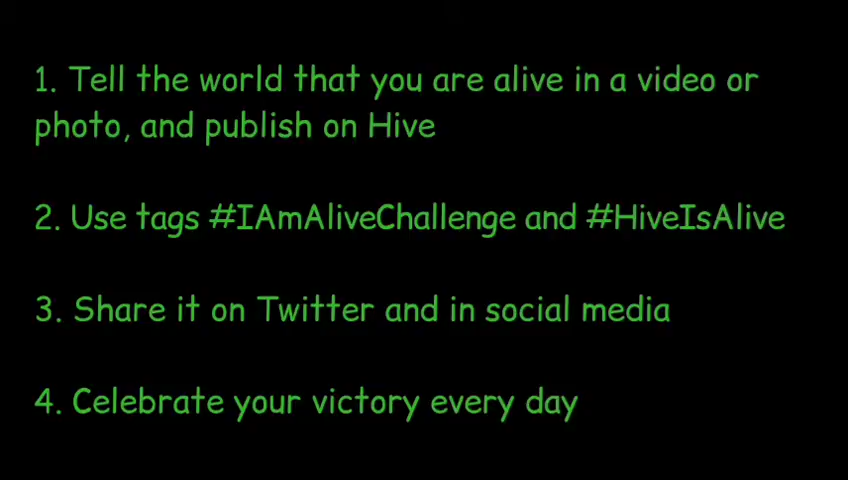 1. Tell the world that you are alive in a video or
photo, and publish on Hive
2. Use tags #IAmAliveChallenge and #HiveIsAlive
3. Share it on Twitter and in social media
4. Celebrate your victory every day